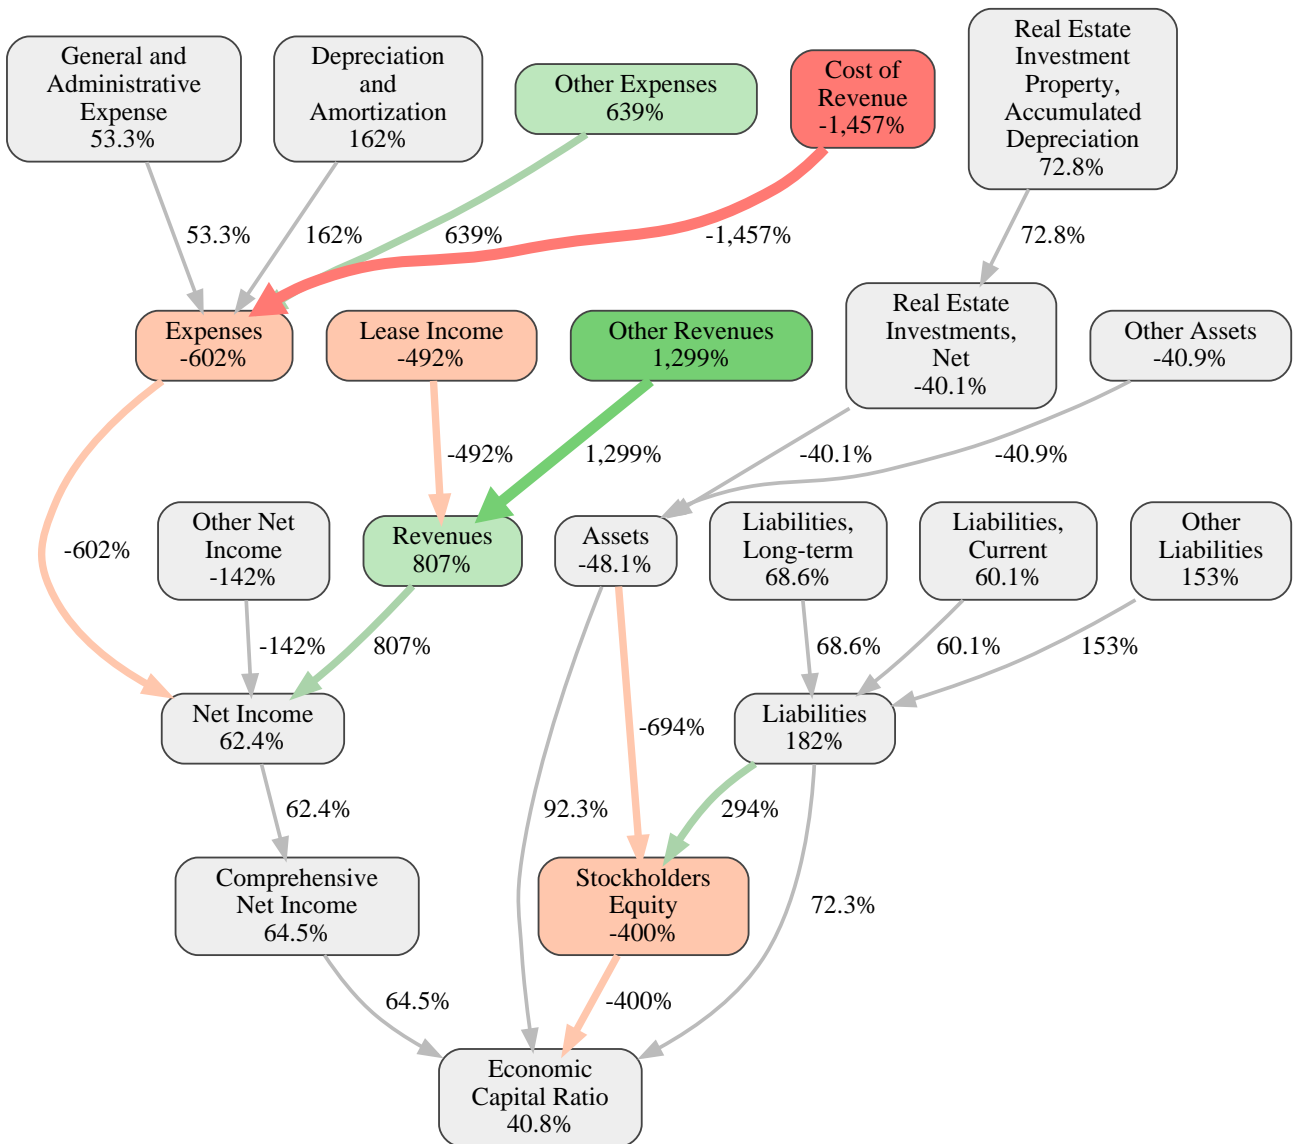 General and
Administrative
Expense
53.3%
Depreciation
and
Amortization
162%
Other Expenses
639%
Cost of
Revenue
-1,457%
Real Estate
Investment
Property,
Accumulated
Depreciation
72.8%
53.3%
162%
639%
-1,457%
72.8%
Expenses
-602%
Lease Income
-492%
Other Revenues
1,299%
Real Estate
Investments,
Net
-40.1%
Other Assets
-40.9%
-602%
-492%
1,299%
-40.1%
-40.9%
Other Net
Income
-142%
Revenues
807%
Assets
-48.1%
Liabilities,
Long-term
68.6%
Liabilities,
Current
60.1%
Other
Liabilities
153%
-142%
807%
68.6%
60.1%
153%
Net Income
62.4%
-694%
Liabilities
182%
62.4%
92.3%
294%
Comprehensive
Net Income
64.5%
Stockholders
Equity
-400%
72.3%
64.5%
-400%
Economic
Capital Ratio
40.8%